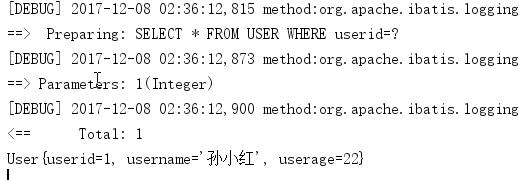 [DEBUG] 2017-12-08 02:36:12,815 method:org.apache.ibatis.logging
==>  Preparing: SELECT * FROM USER WHERE userid=?
[DEBUG] 2017-12-08 02:36:12,873 method:org.apache.ibatis.logging
==> Parameters: 1(Integer)
[DEBUG] 2017-12-08 02:36:12,900 method:org.apache.ibatis.logging
<==      Total: 1
User{userid=1, username='孙小红', userage=22}